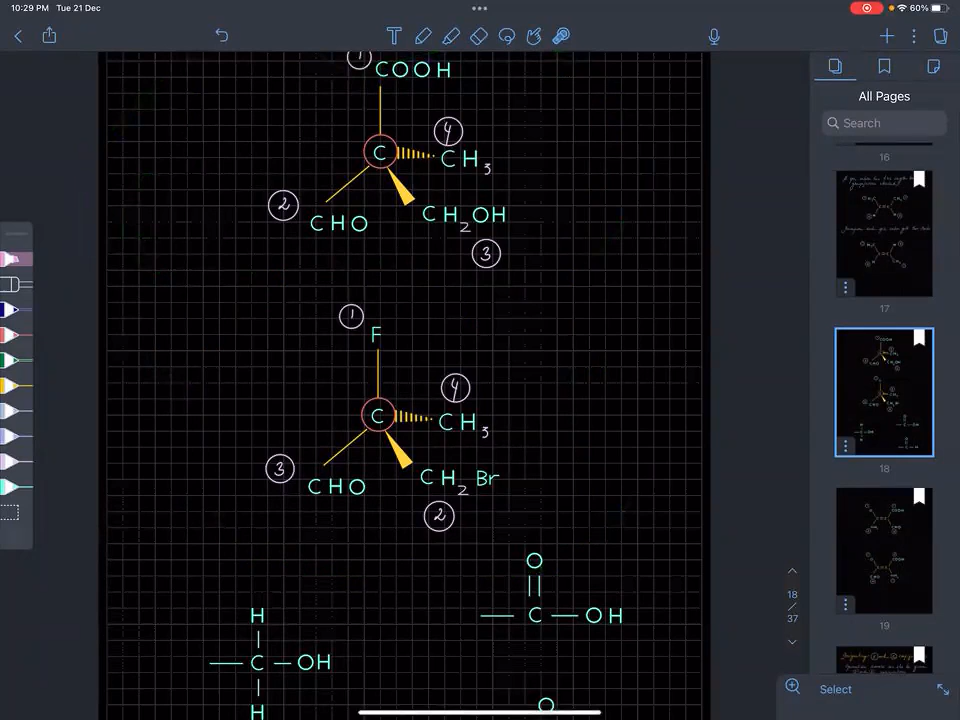 10:29 PM Tue 21 Dec
60%
T
All Pages
Search
1
COOH
4
C
CH3
2
CHO
CH2OH
3
1
F
4
C
CH3
3
CHO
CH2Br
2
O
C OH
H
C OH
H
O
16
17
18
18
/
37
19
Select